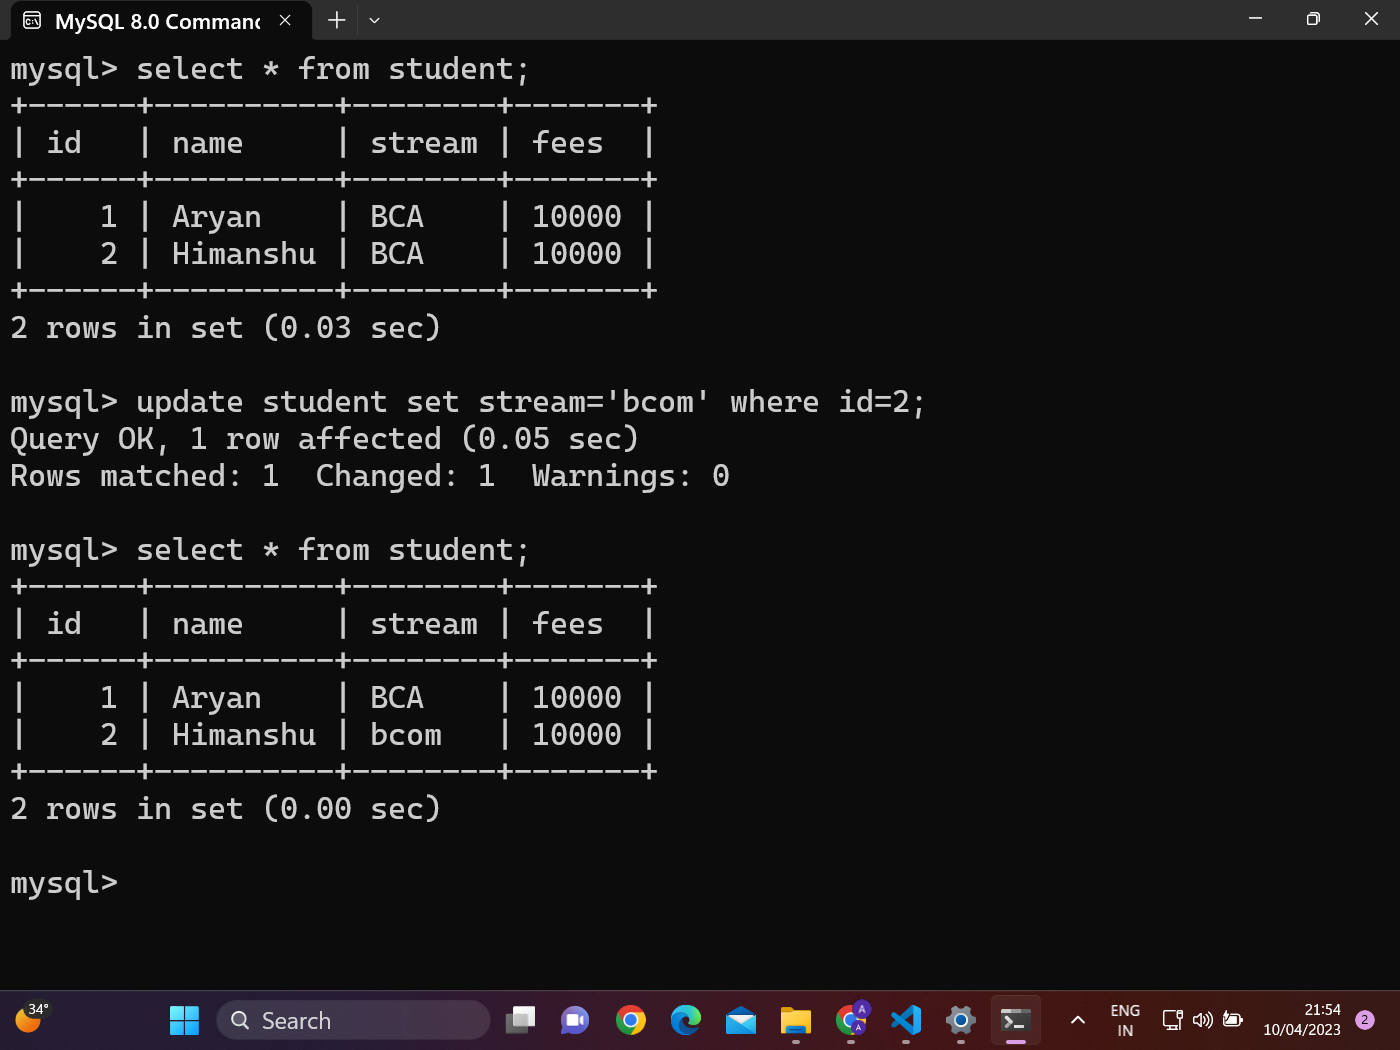 MySQL 8.0 Command
mysql> select * from student;
+------+----------+--------+-------+
| id   | name     | stream | fees  |
+------+----------+--------+-------+
|    1 | Aryan    | BCA    | 10000 |
|    2 | Himanshu | BCA    | 10000 |
+------+----------+--------+-------+
2 rows in set (0.03 sec)
mysql> update student set stream='bcom' where id=2;
Query OK, 1 row affected (0.05 sec)
Rows matched: 1  Changed: 1  Warnings: 0
mysql> select * from student;
+------+----------+--------+-------+
| id   | name     | stream | fees  |
+------+----------+--------+-------+
|    1 | Aryan    | BCA    | 10000 |
|    2 | Himanshu | bcom   | 10000 |
+------+----------+--------+-------+
2 rows in set (0.00 sec)
mysql>
34°
Search
A
A
ENG
IN
21:54
10/04/2023
2